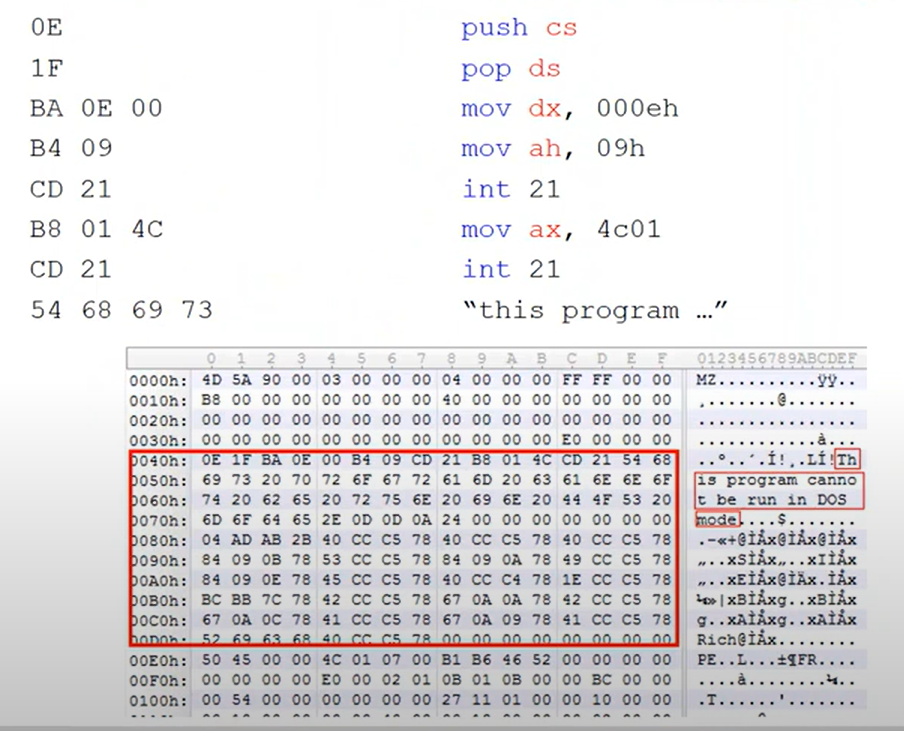 0E push cs
1F pop ds
BA 0E 00 mov dx, 000eh
B4 09 mov ah, 09h
CD 21 int 21
B8 01 4C mov ax, 4c01
CD 21 int 21
54 68 69 73 “this program …”
0 1 2 3 4 5 6 7 8 9 A B C D E F 0123456789ABCDEF
0000h: 4D 5A 90 00 03 00 00 00 04 00 00 00 FF FF 00 00 MZ..........ÿÿ..
0010h: B8 00 00 00 00 00 00 00 40 00 00 00 00 00 00 00 ¸.......@.......
0020h: 00 00 00 00 00 00 00 00 00 00 00 00 00 00 00 00 ................
0030h: 00 00 00 00 00 00 00 00 00 00 00 00 E0 00 00 00 ............à...
0040h: 0E 1F BA 0E 00 B4 09 CD 21 B8 01 4C CD 21 54 68 ..º..´.Í!¸.LÍ!Th
0050h: 69 73 20 70 72 6F 67 72 61 6D 20 63 61 6E 6E 6F is program canno
0060h: 74 20 62 65 20 72 75 6E 20 69 6E 20 44 4F 53 20 t be run in DOS
0070h: 6D 6F 64 65 2E 0D 0D 0A 24 00 00 00 00 00 00 00 mode....$.......
0080h: 04 AD AB 2B 40 CC C5 78 40 CC C5 78 40 CC C5 78 .-«+@ÌÅx@ÌÅx@ÌÅx
0090h: 84 09 0B 78 53 CC C5 78 84 09 0A 78 49 CC C5 78 „..xSÌÅx„..xIÌÅx
00A0h: 84 09 0E 78 45 CC C5 78 40 CC C4 78 1E CC C5 78 „..xEÌÅx@ÌÄx.ÌÅx
00B0h: BC BB 7C 78 42 CC C5 78 67 0A 0A 78 42 CC C5 78 ¼»|xBÌÅxg..xBÌÅx
00C0h: 67 0A 0C 78 41 CC C5 78 67 0A 09 78 41 CC C5 78 g..xAÌÅxg..xAÌÅx
00D0h: 52 69 63 68 40 CC C5 78 00 00 00 00 00 00 00 00 Rich@ÌÅx........
00E0h: 50 45 00 00 4C 01 07 00 B1 B6 46 52 00 00 00 00 PE..L...±¶FR....
00F0h: 00 00 00 00 E0 00 02 01 0B 01 0B 00 00 BC 00 00 ....à........¼..
0100h: 00 54 00 00 00 00 00 00 27 11 01 00 00 10 00 00 .T......'.......